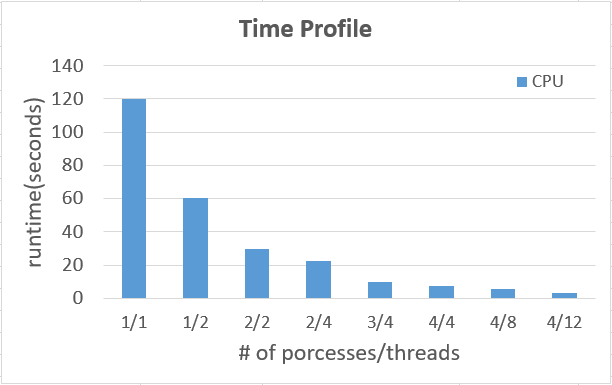 Time Profile
CPU
runtime(seconds)
140
120
100
80
60
40
20
0
1/1 1/2 2/2 2/4 3/4 4/4 4/8 4/12
# of porcesses/threads